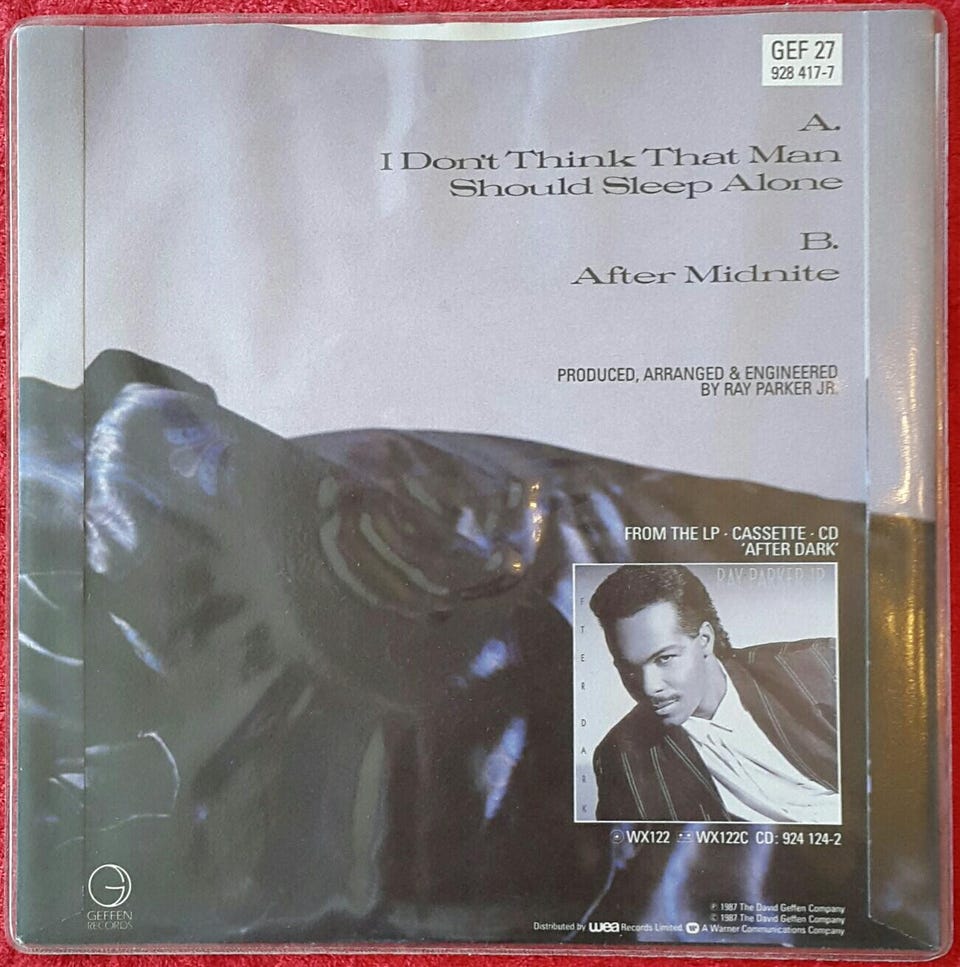 GEF 27
928 417-7
A.
I Don't Think That Man
Should Sleep Alone
B.
After Midnite
PRODUCED, ARRANGED & ENGINEERED
BY RAY PARKER JR.
FROM THE LP · CASSETTE · CD
'AFTER DARK'
RAY PARKER JR.
F
T
E
R
D
A
R
K
WX122 WX122C CD: 924 124-2
GEFFEN
RECORDS
℗ 1987 The David Geffen Company
© 1987 The David Geffen Company
Distributed by wea Records Limited. A Warner Communications Company